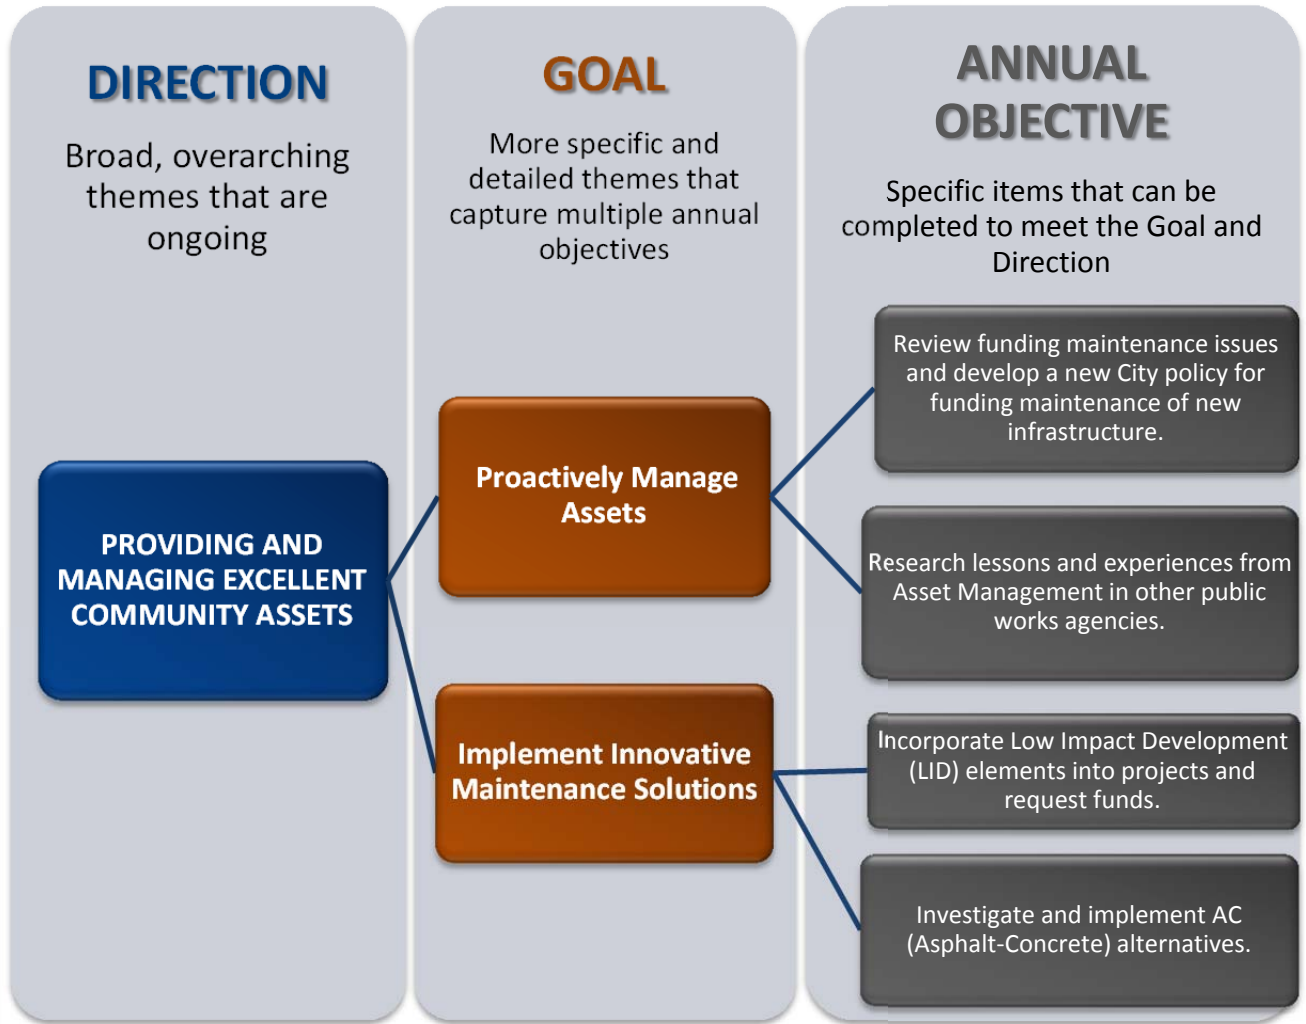 DIRECTION
Broad, overarching
themes that are
ongoing
GOAL
More specific and
detailed themes that
capture multiple annual
objectives
ANNUAL
OBJECTIVE
Specific items that can be
completed to meet the Goal and
Direction
PROVIDING AND
MANAGING EXCELLENT
COMMUNITY ASSETS
Proactively Manage
Assets
Implement Innovative
Maintenance Solutions
Review funding maintenance issues
and develop a new City policy for
funding maintenance of new
infrastructure.
Research lessons and experiences from
Asset Management in other public
works agencies.
Incorporate Low Impact Development
(LID) elements into projects and
request funds.
Investigate and implement AC
(Asphalt-Concrete) alternatives.